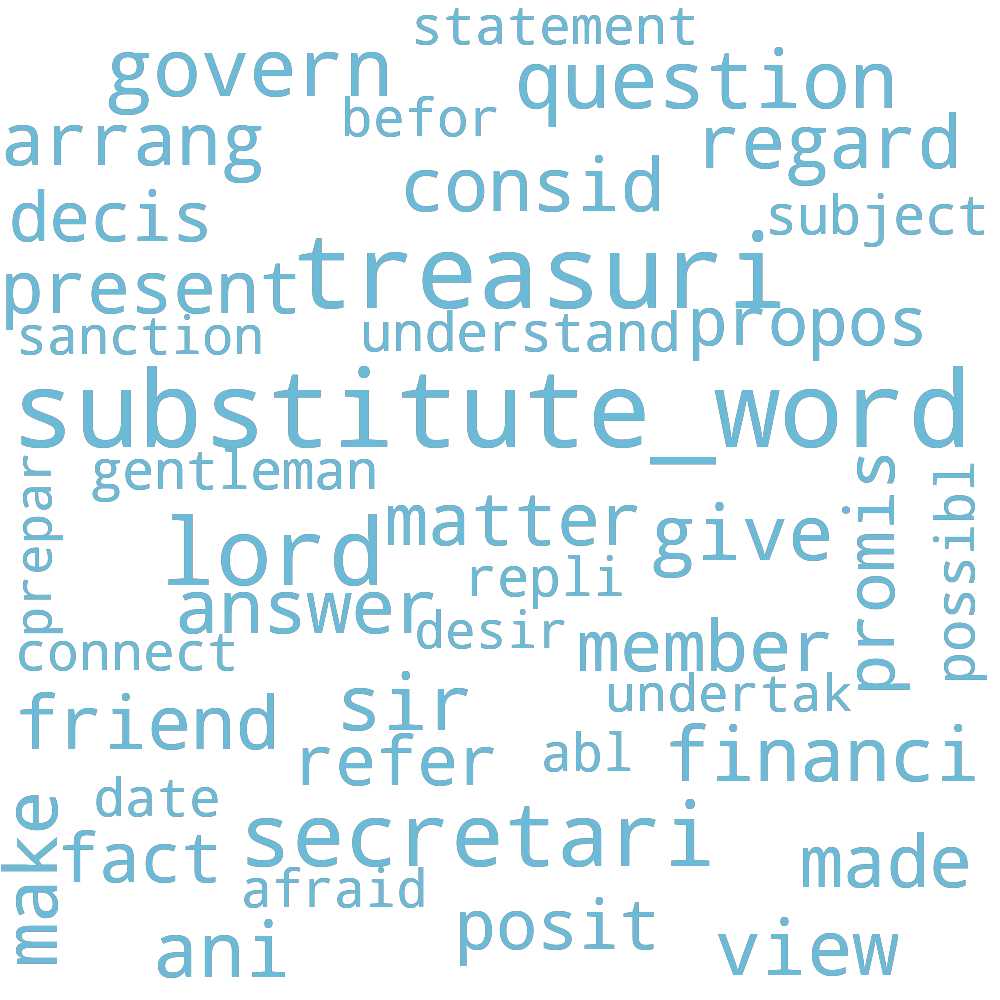 statement
govern
question
befor
arrang
regard
consid
decis
subject
treasuri
present
sanction
understand
propos
substitute_word
gentleman
prepar
promis
possibl
matter
give
lord
repli
answer
desir
member
connect
undertak
friend
sir
refer
abl
financi
date
make
fact
secretari
made
afraid
posit
ani
view